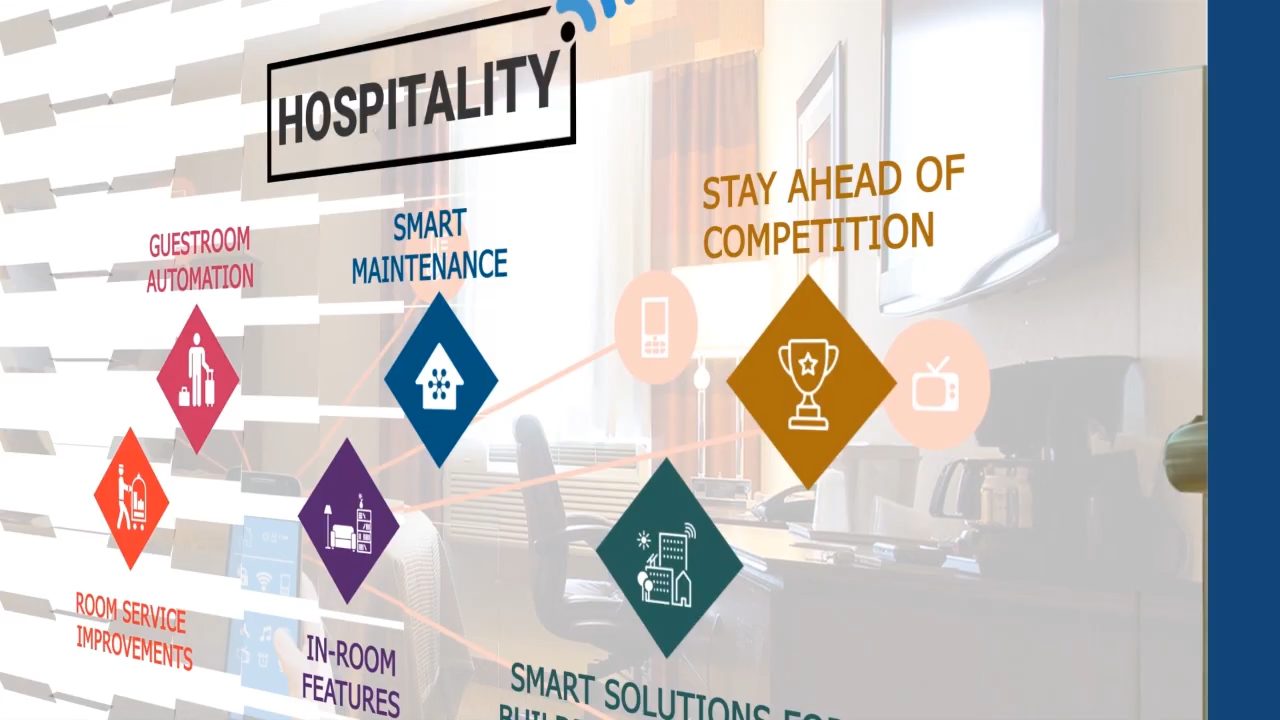 HOSPITALITY
STAY AHEAD OF
COMPETITION
SMART
MAINTENANCE
GUESTROOM
AUTOMATION
ROOM SERVICE
IMPROVEMENTS
IN-ROOM
FEATURES
SMART SOLUTIONS